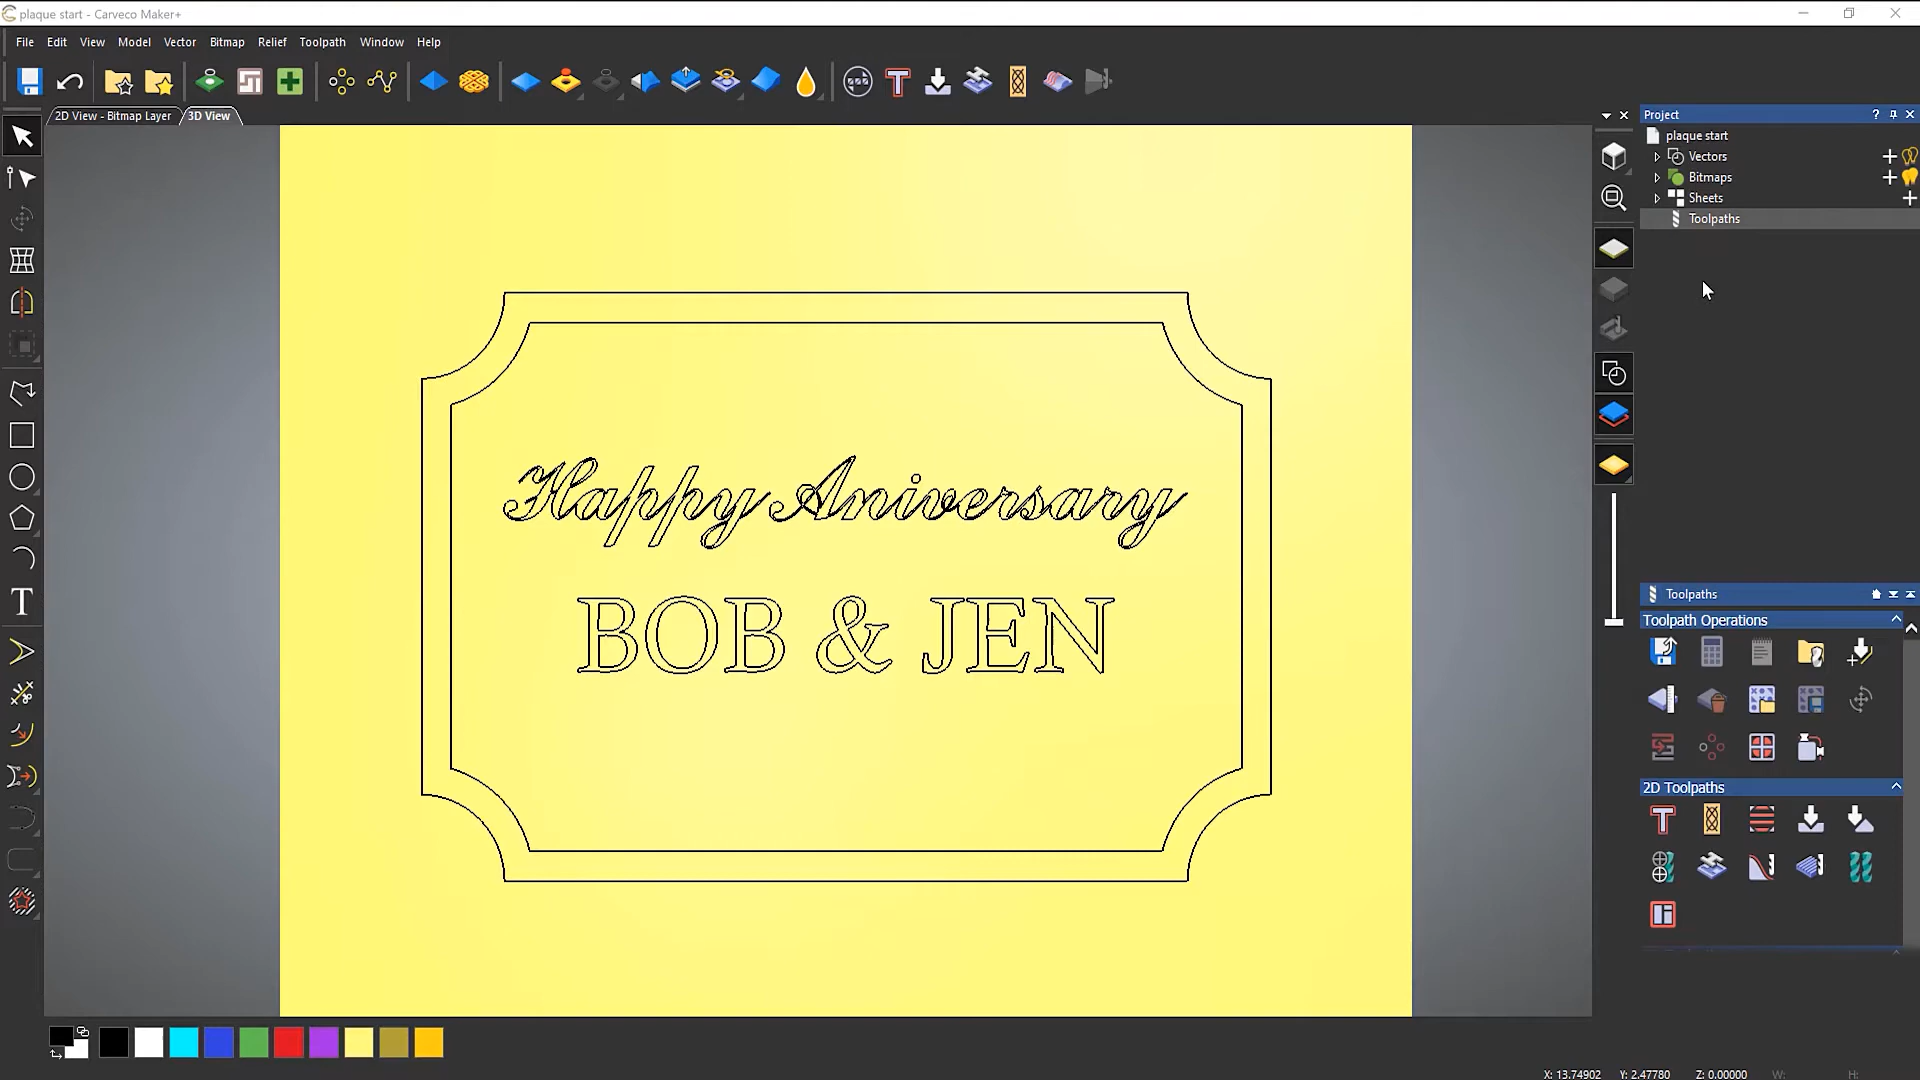 plaque start - Carveco Maker+
File Edit View Model Vector Bitmap Relief Toolpath Window Help
2D View - Bitmap Layer 3D View
Project
plaque start
Vectors
Bitmaps
Sheets
Toolpaths
Happy Aniversary
BOB & JEN
Toolpaths
Toolpath Operations
2D Toolpaths
X: 13.74902 Y: 2.47780 Z: 0.00000 W: H: